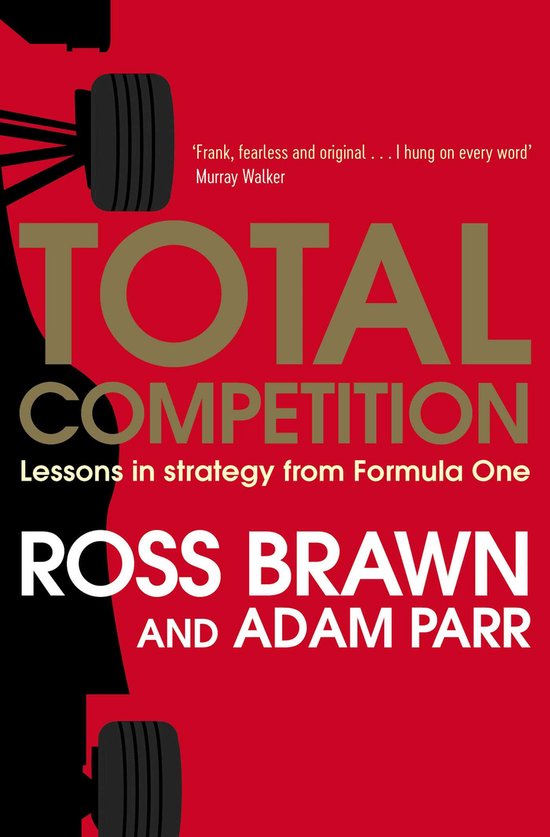 ‘Frank, fearless and original . . . I hung on every word’
Murray Walker
TOTAL
COMPETITION
Lessons in strategy from Formula One
ROSS BRAWN
AND ADAM PARR